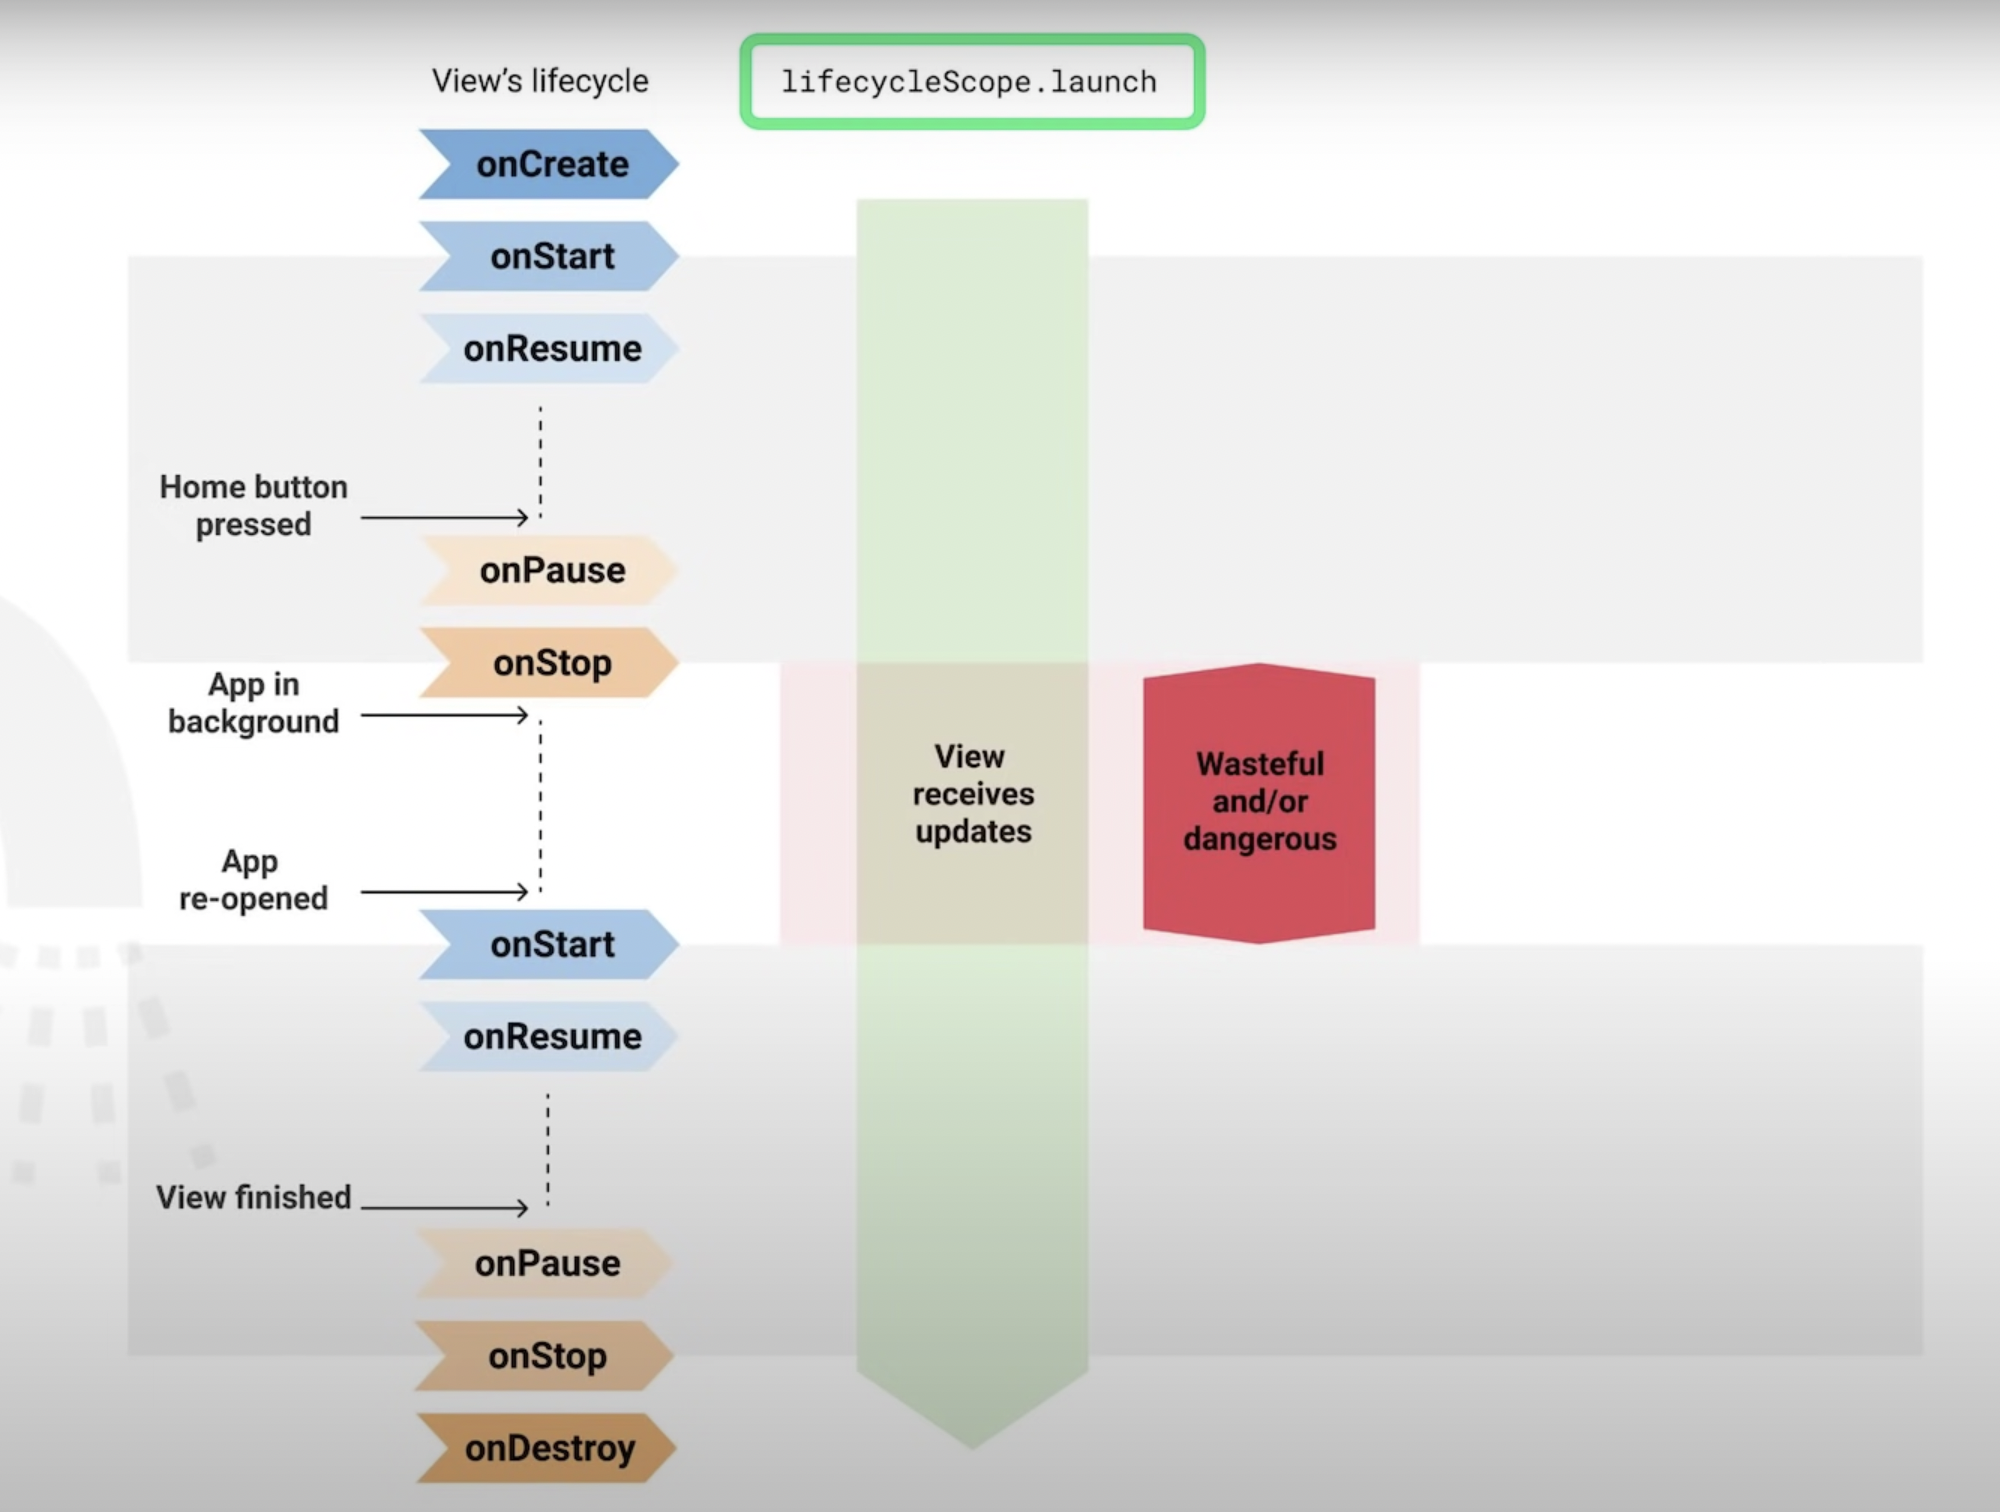 View’s lifecycle
lifecycleScope.launch
onCreate
onStart
onResume
Home button
pressed
onPause
onStop
App in
background
View
receives
updates
Wasteful
and/or
dangerous
App
re-opened
onStart
onResume
View finished
onPause
onStop
onDestroy